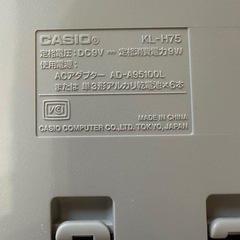 CASIO® KL-H75
定格電圧：DC9V⎓ 定格消費電力9W
使用電源：
ACアダプター AD-A95100L
または 単3形アルカリ乾電池×6本
MADE IN CHINA
CASIO COMPUTER CO.,LTD. TOKYO, JAPAN